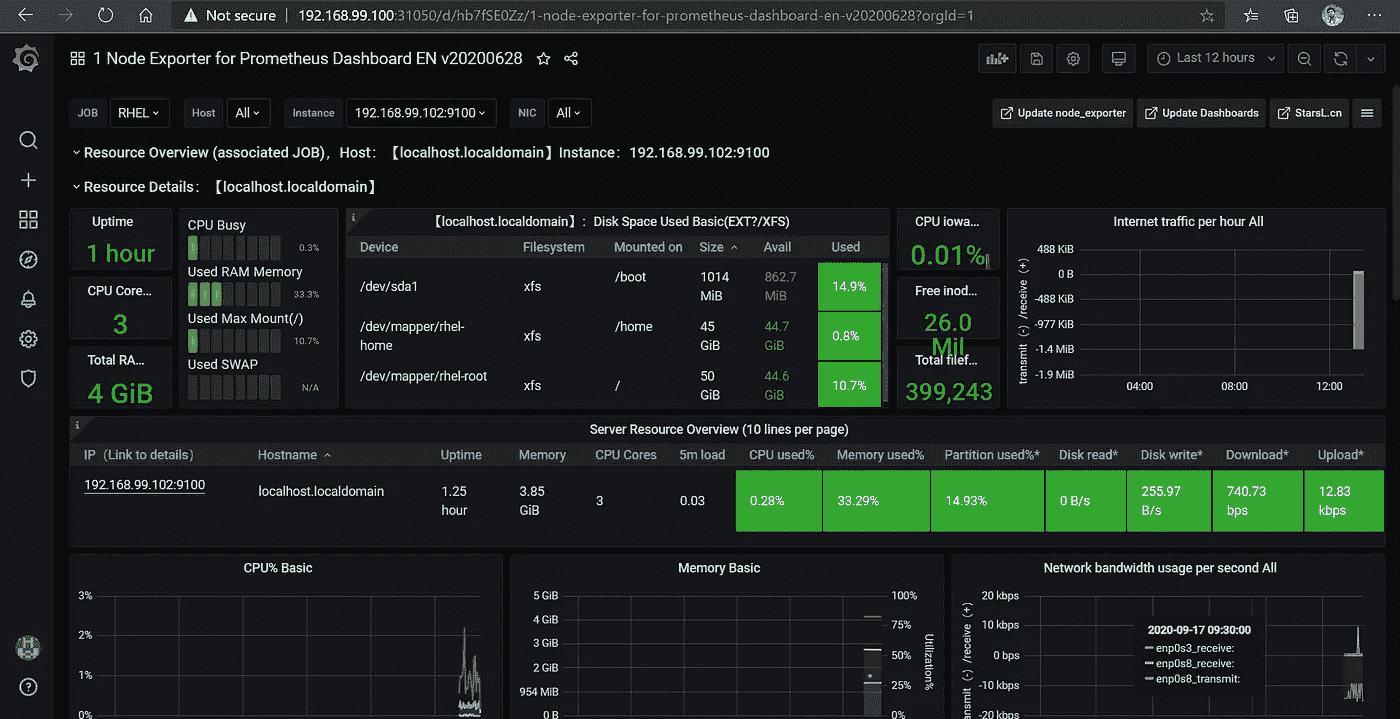 Not secure | 192.168.99.100:31050/d/hb7fSE0Zz/1-node-exporter-for-prometheus-dashboard-en-v20200628?orgId=1
1 Node Exporter for Prometheus Dashboard EN v20200628
Last 12 hours
JOB RHEL Host All Instance 192.168.99.102:9100 NIC All
Update node_exporter Update Dashboards StarsL.cn
Resource Overview (associated JOB)，Host：【localhost.localdomain】Instance：192.168.99.102:9100
Resource Details：【localhost.localdomain】
Uptime
1 hour
CPU Core...
3
Total RA...
4 GiB
CPU Busy
0.3%
Used RAM Memory
33.3%
Used Max Mount(/)
10.7%
Used SWAP
N/A
【localhost.localdomain】：Disk Space Used Basic(EXT?/XFS)
Device Filesystem Mounted on Size Avail Used
/dev/sda1 xfs /boot 1014 MiB 862.7 MiB 14.9%
/dev/mapper/rhel-home xfs /home 45 GiB 44.7 GiB 0.8%
/dev/mapper/rhel-root xfs / 50 GiB 44.6 GiB 10.7%
CPU iowa...
0.01%
Free inod...
26.0
Mil
Total filef...
399,243
Internet traffic per hour All
transmit (-) /receive (+)
488 KiB
0 B
-488 KiB
-977 KiB
-1.4 MiB
-1.9 MiB
04:00 08:00 12:00
Server Resource Overview (10 lines per page)
IP（Link to details） Hostname Uptime Memory CPU Cores 5m load CPU used% Memory used% Partition used%* Disk read* Disk write* Download* Upload*
192.168.99.102:9100 localhost.localdomain 1.25 hour 3.85 GiB 3 0.03 0.28% 33.29% 14.93% 0 B/s 255.97 B/s 740.73 bps 12.83 kbps
CPU% Basic
3%
2%
1%
0%
Memory Basic
5 GiB
4 GiB
3 GiB
2 GiB
954 MiB
0 B
100%
75%
50%
25%
0%
Utilization%
Network bandwidth usage per second All
transmit (-) /receive (+)
20 kbps
10 kbps
0 bps
-10 kbps
-20 kbps
2020-09-17 09:30:00
enp0s3_receive:
enp0s8_receive:
enp0s8_transmit: